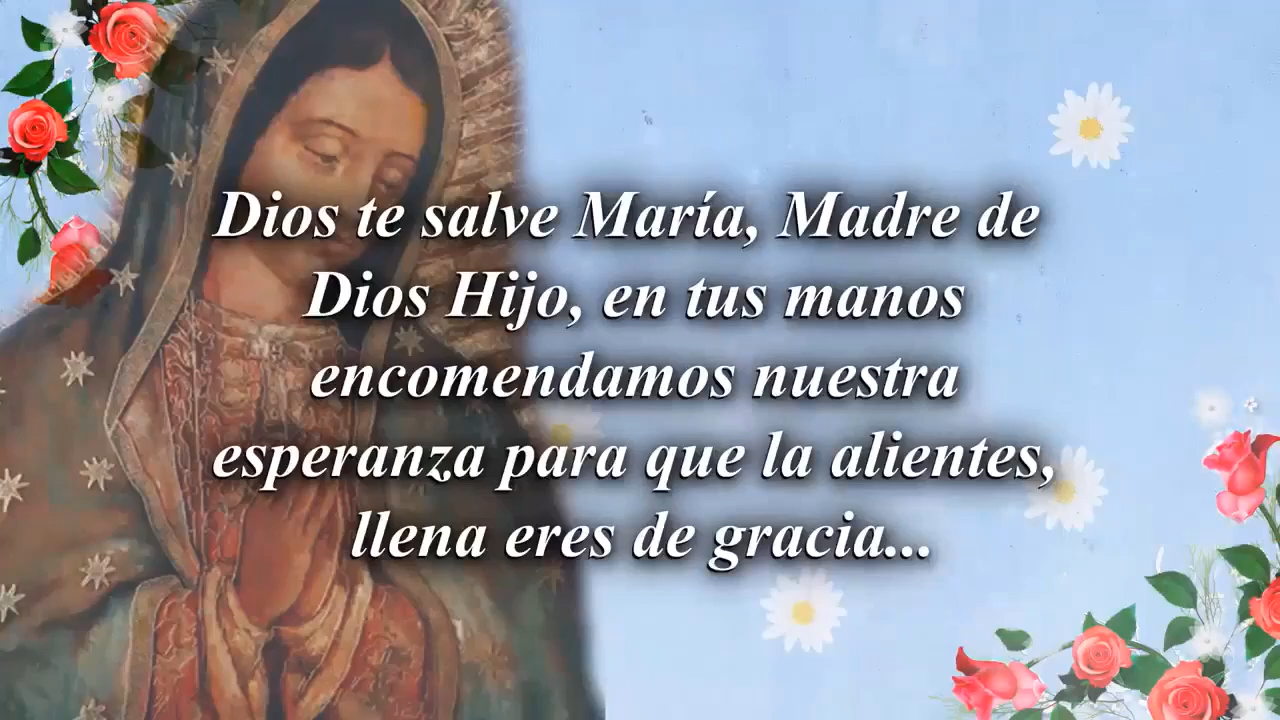 Dios te salve María, Madre de
Dios Hijo, en tus manos
encomendamos nuestra
esperanza para que la alientes,
llena eres de gracia...